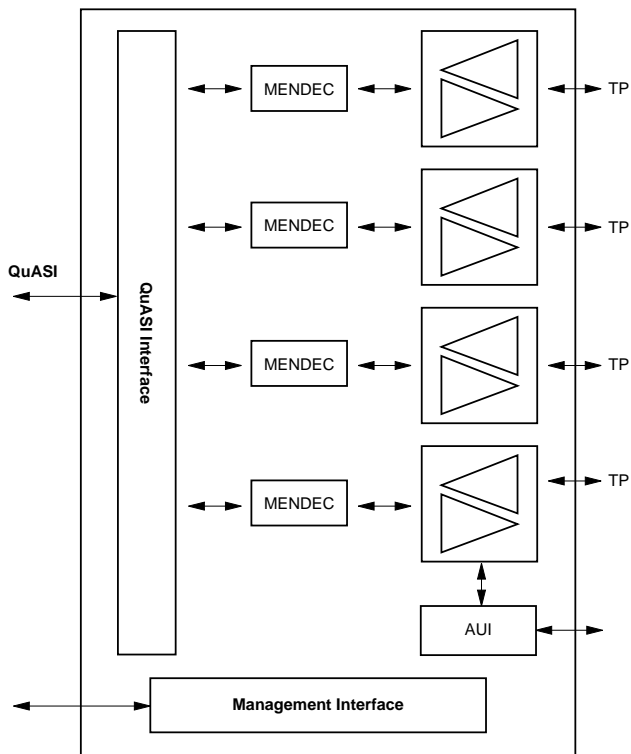 MENDEC
TP
MENDEC
TP
QuASI
QuASI Interface
MENDEC
TP
MENDEC
TP
AUI
Management Interface